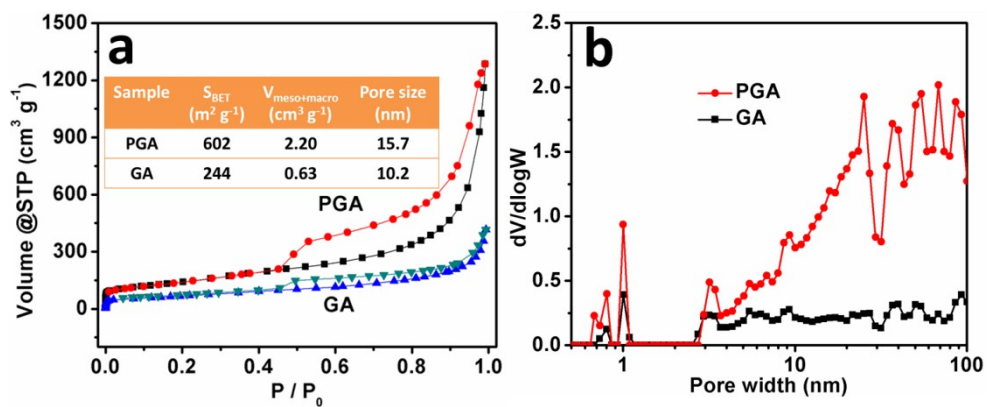 a
Volume @STP (cm³ g⁻¹)
1500
1200
900
600
300
0
Sample S_BET (m² g⁻¹) V_meso+macro (cm³ g⁻¹) Pore size (nm)
PGA 602 2.20 15.7
GA 244 0.63 10.2
PGA
GA
0.0 0.2 0.4 0.6 0.8 1.0
P / P₀
b
dV/dlogW
2.5
2.0
1.5
1.0
0.5
0.0
PGA
GA
1 10 100
Pore width (nm)